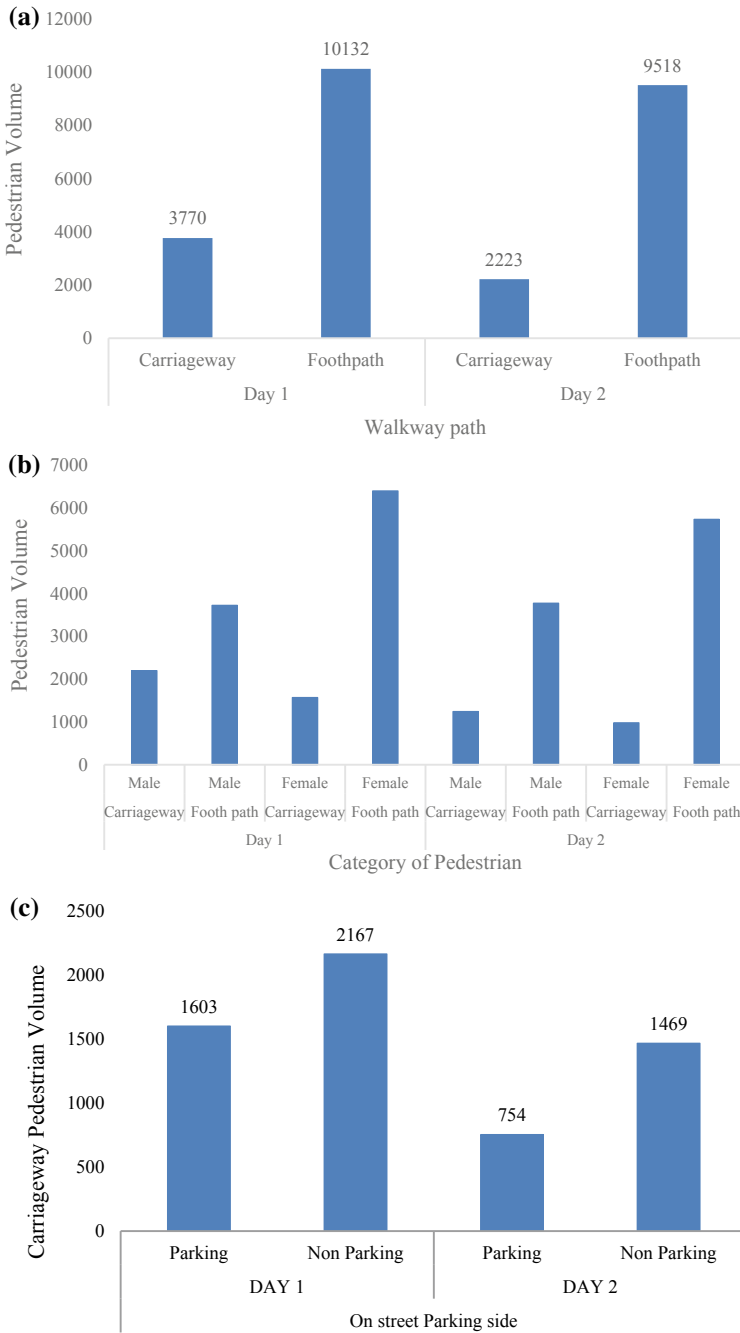 (a)
12000
10000
8000
6000
4000
2000
0
Pedestrian Volume
3770
10132
2223
9518
Carriageway Foothpath Carriageway Foothpath
Day 1 Day 2
Walkway path
(b)
7000
6000
5000
4000
3000
2000
1000
0
Pedestrian Volume
Male Male Female Female Male Male Female Female
Carriageway Footh path Carriageway Footh path Carriageway Footh path Carriageway Footh path
Day 1 Day 2
Category of Pedestrian
(c)
2500
2000
1500
1000
500
0
Carriageway Pedestrian Volume
1603
2167
754
1469
Parking Non Parking Parking Non Parking
DAY 1 DAY 2
On street Parking side